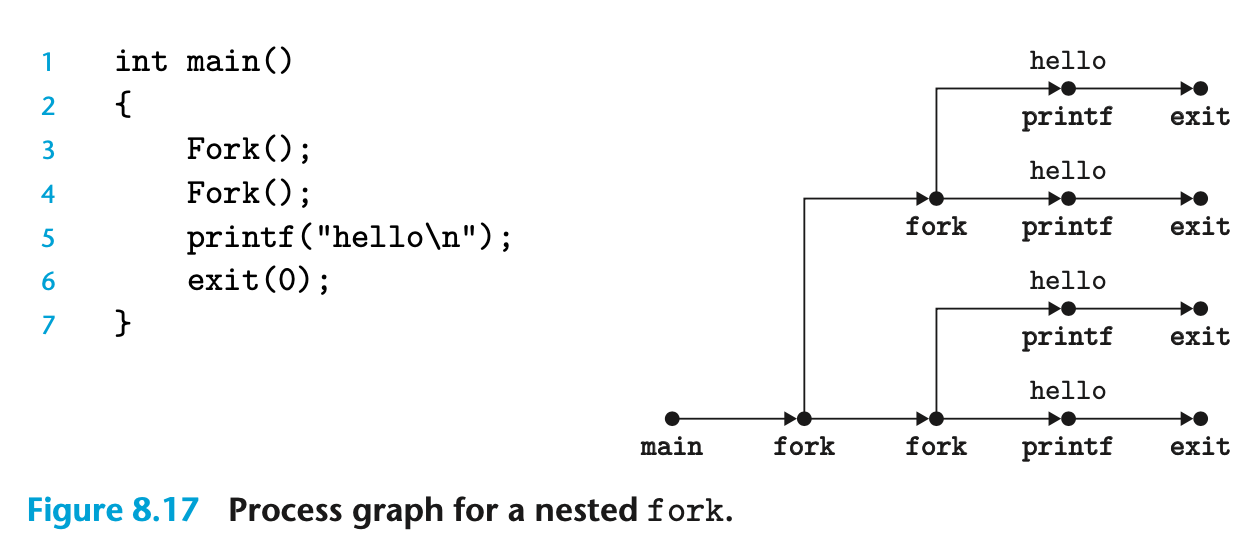 1 int main()
2 {
3 Fork();
4 Fork();
5 printf("hello\n");
6 exit(0);
7 }
hello
printf exit
hello
fork printf exit
hello
printf exit
hello
main fork fork printf exit
Figure 8.17 Process graph for a nested fork.